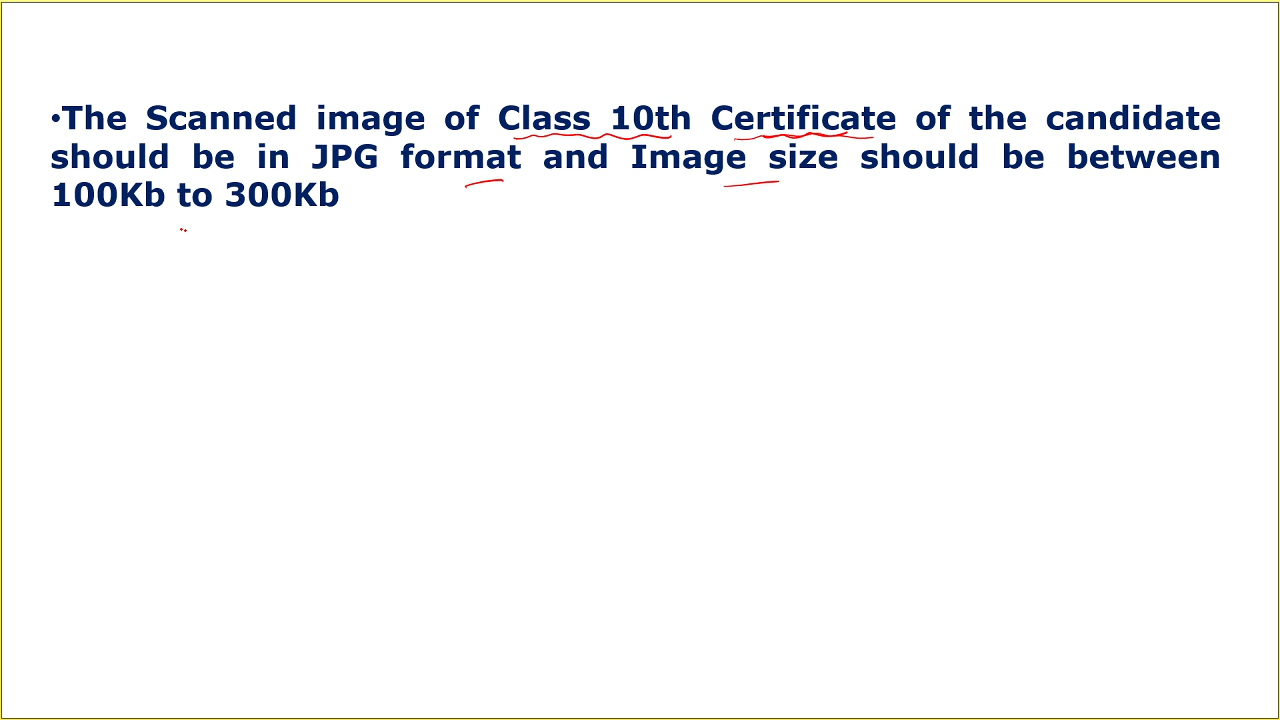 •The Scanned image of Class 10th Certificate of the candidate
should be in JPG format and Image size should be between
100Kb to 300Kb